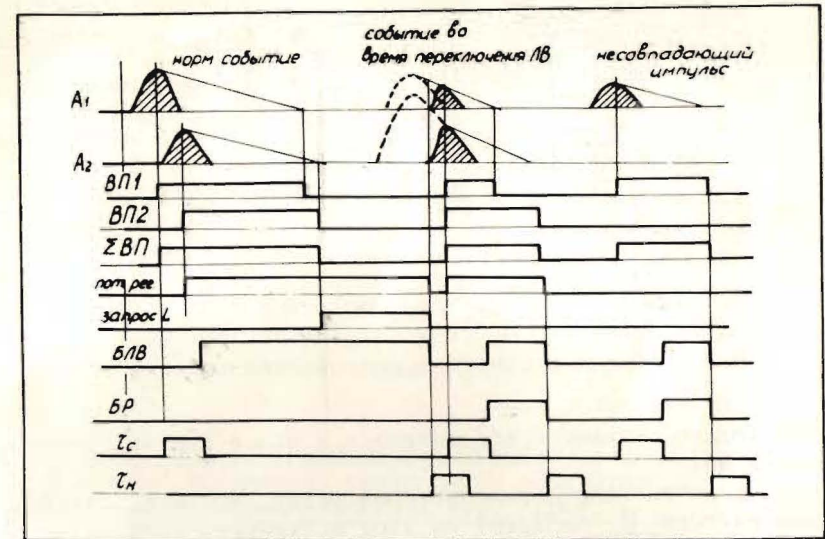 событие во
время переключения ЛВ
норм событие
несовпадающий
импульс
A1
A2
ВП1
ВП2
ΣВП
пот. рег
запрос L
БЛВ
БР
τс
τн